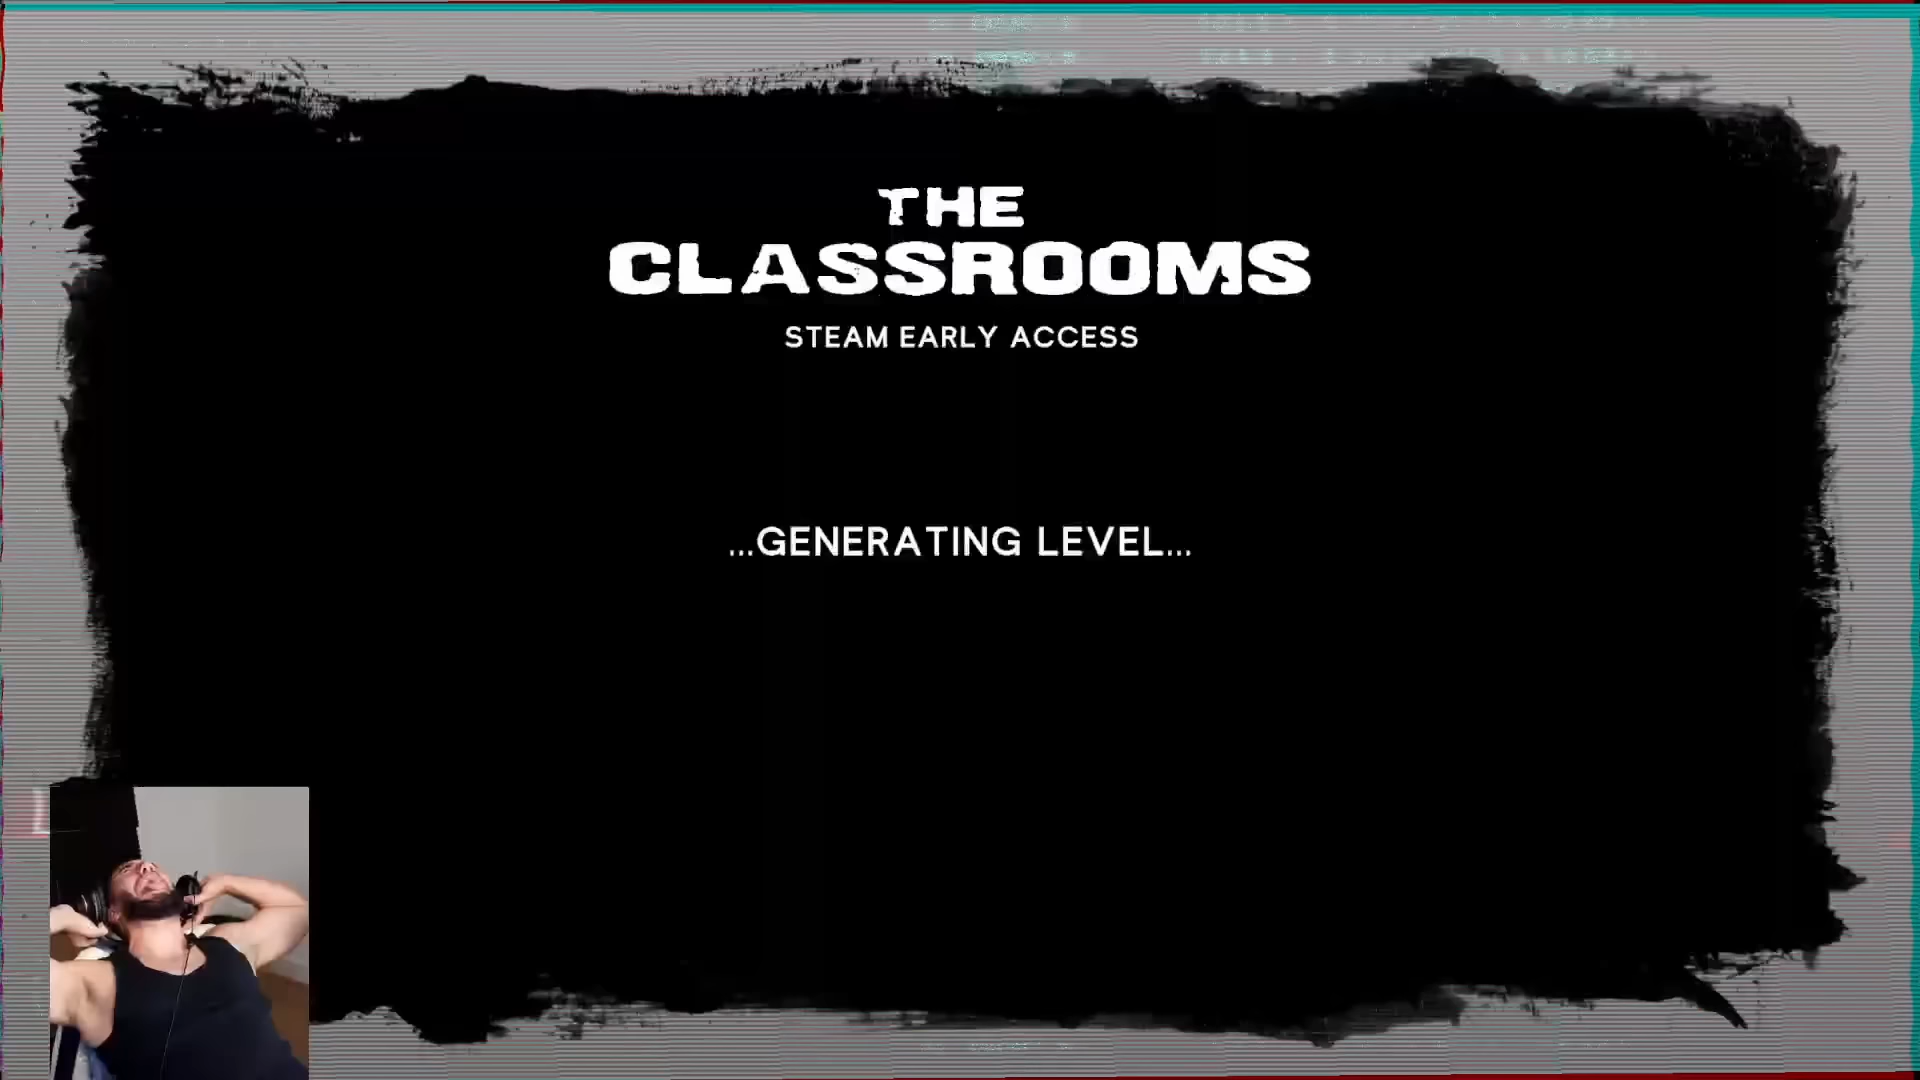 THE
CLASSROOMS
STEAM EARLY ACCESS
...GENERATING LEVEL...